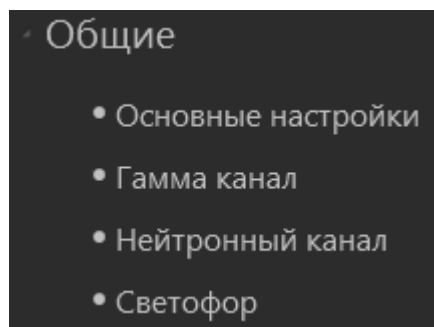 Общие
Основные настройки
Гамма канал
Нейтронный канал
Светофор